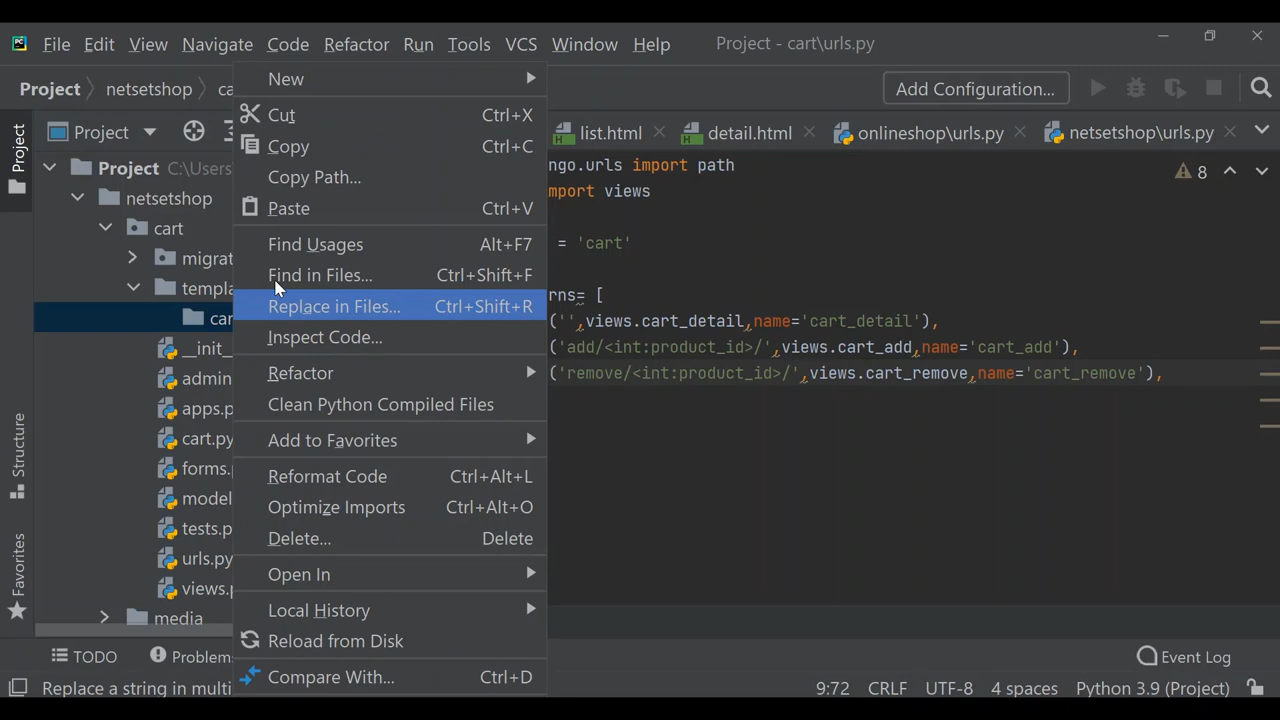 PC File Edit View Navigate Code Refactor Run Tools VCS Window Help Project - cart\urls.py
Project netsetshop ca Add Configuration...
Project list.html detail.html onlineshop\urls.py netsetshop\urls.py
Project
Structure
Favorites
Project C:\Users
netsetshop
cart
migrat
templa
car
__init_
admin
apps.p
cart.py
forms.p
model
tests.p
urls.py
views.p
media
New
Cut Ctrl+X
Copy Ctrl+C
Copy Path...
Paste Ctrl+V
Find Usages Alt+F7
Find in Files... Ctrl+Shift+F
Replace in Files... Ctrl+Shift+R
Inspect Code...
Refactor
Clean Python Compiled Files
Add to Favorites
Reformat Code Ctrl+Alt+L
Optimize Imports Ctrl+Alt+O
Delete... Delete
Open In
Local History
Reload from Disk
Compare With... Ctrl+D
ngo.urls import path
mport views
= 'cart'
rns= [
('',views.cart_detail,name='cart_detail'),
('add/<int:product_id>/',views.cart_add,name='cart_add'),
('remove/<int:product_id>/',views.cart_remove,name='cart_remove'),
8
TODO Problem Event Log
Replace a string in multi 9:72 CRLF UTF-8 4 spaces Python 3.9 (Project)